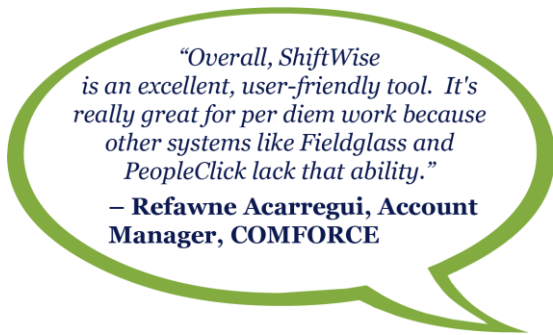 “Overall, ShiftWise
is an excellent, user-friendly tool.  It's
really great for per diem work because
other systems like Fieldglass and
PeopleClick lack that ability.”
– Refawne Acarregui, Account
Manager, COMFORCE